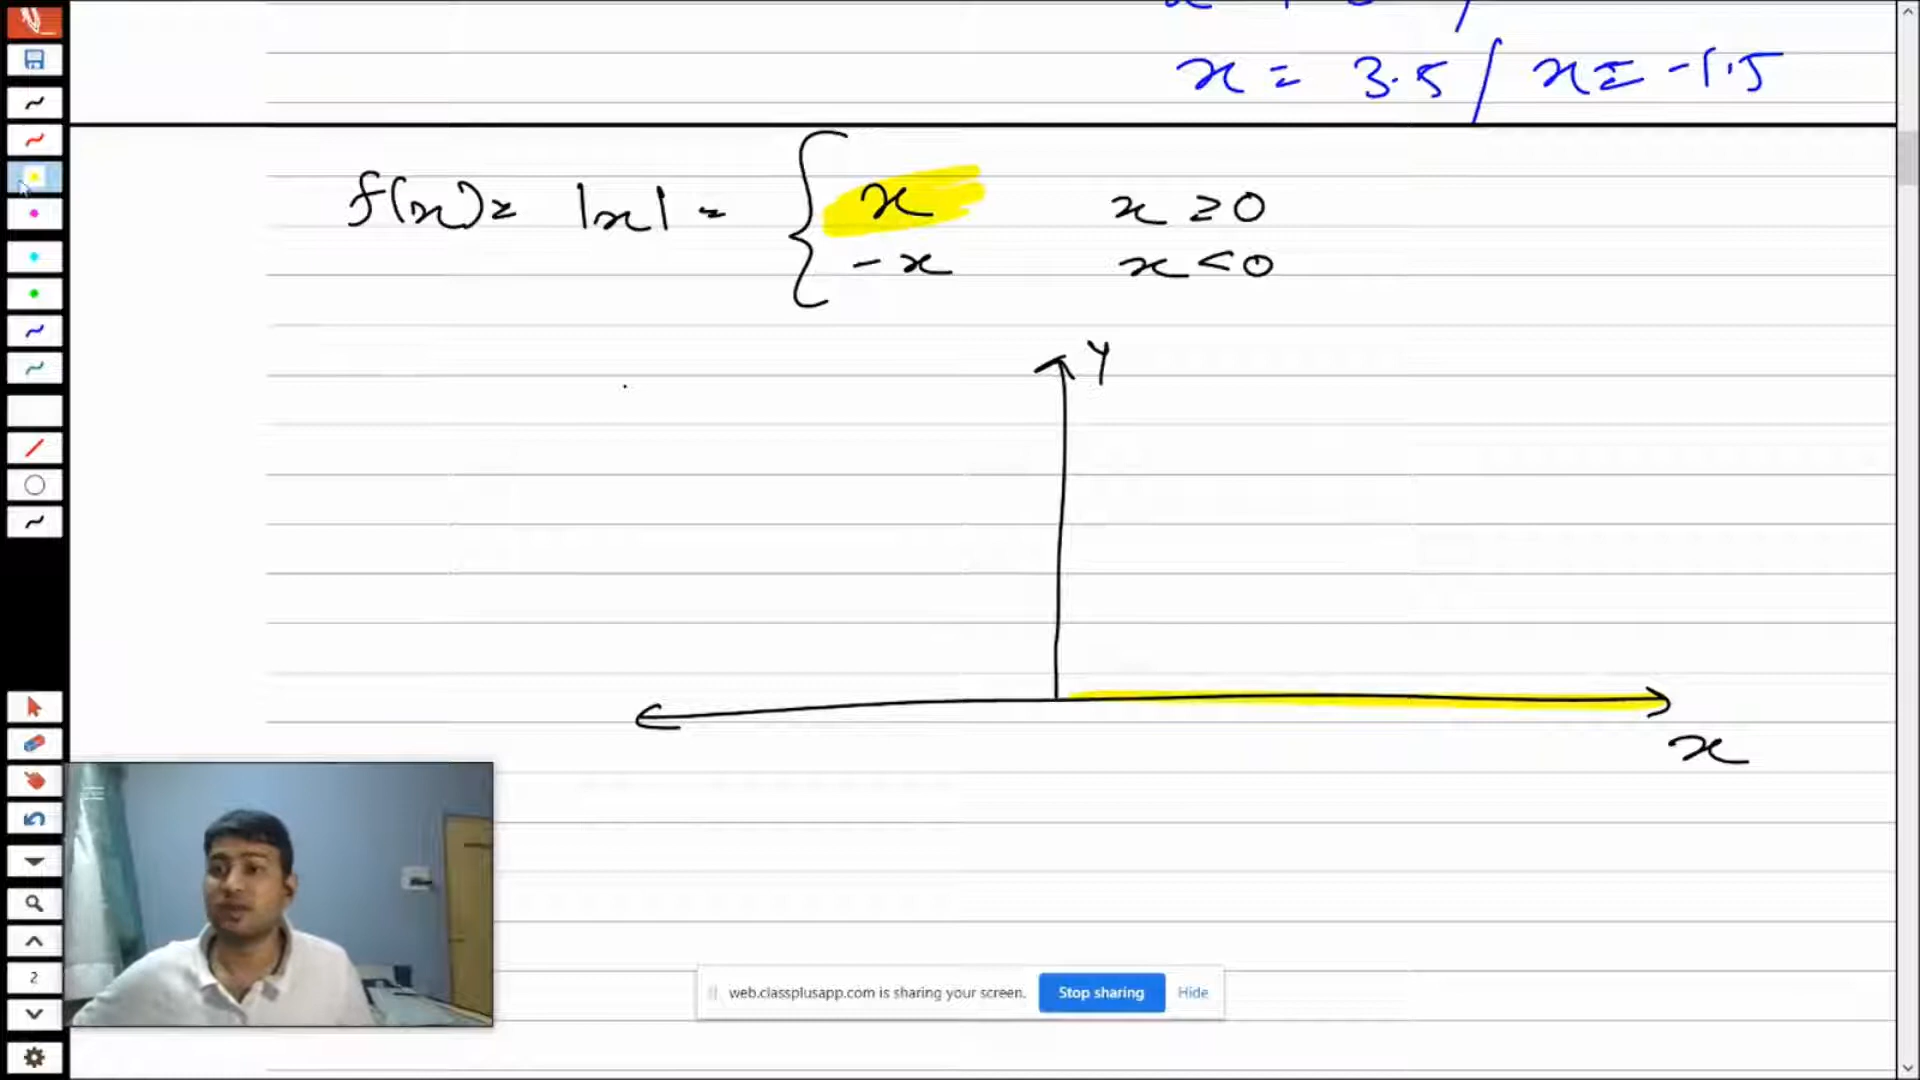 x = 3.5 / x = -1.5
f(x) = |x| = { x x ≥ 0
-x x < 0
Y
x
2
web.classplusapp.com is sharing your screen. Stop sharing Hide